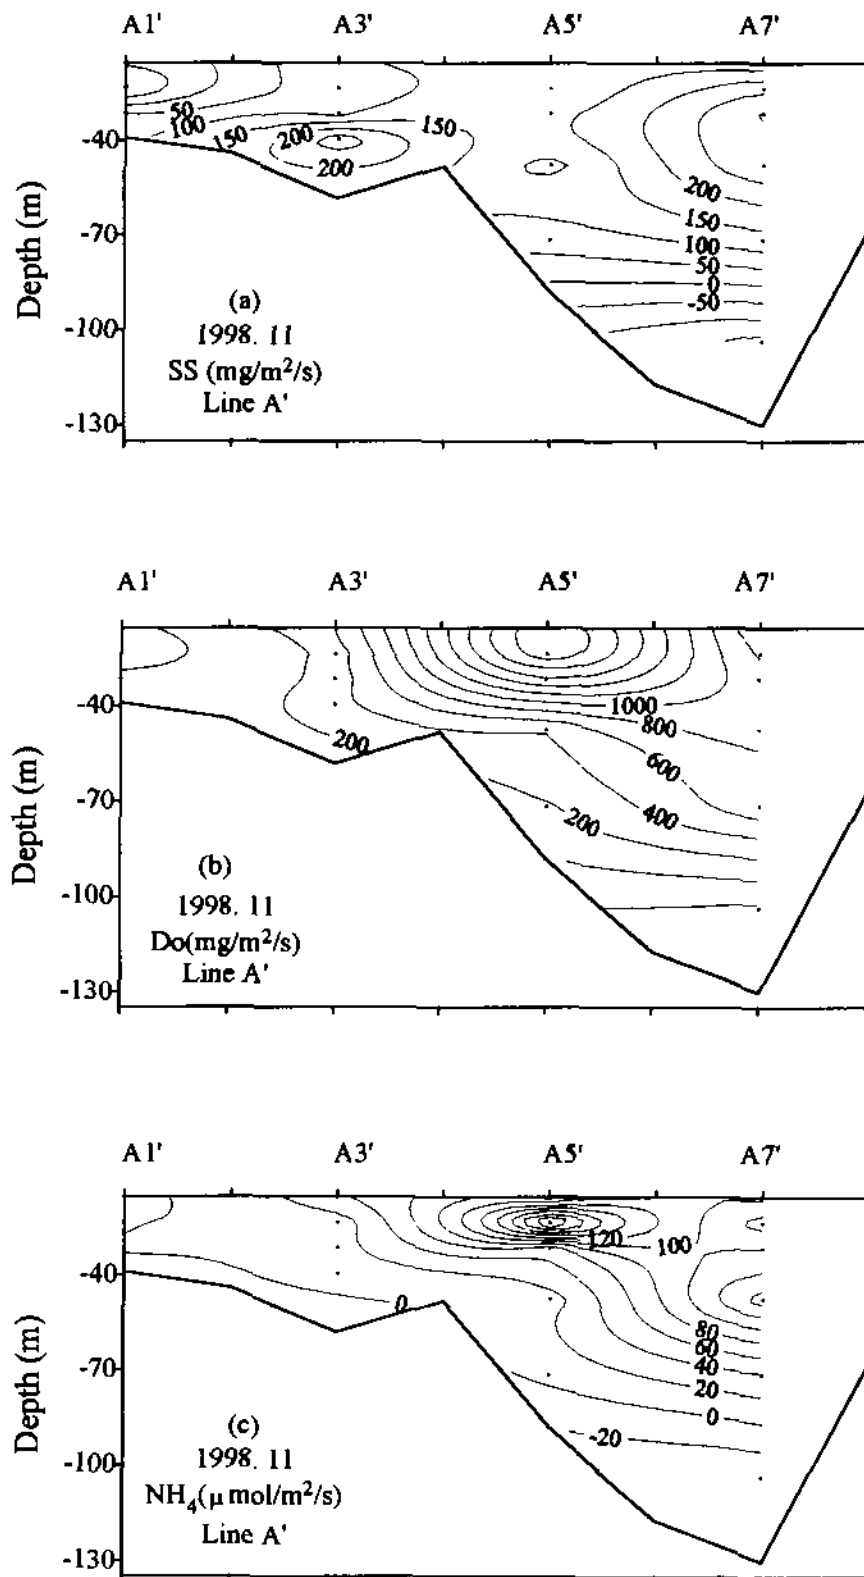 A1' A3' A5' A7'
50
100
150
200
200
150
200
150
100
50
0
-50
-40
-70
-100
-130
Depth (m)
(a)
1998. 11
SS (mg/m²/s)
Line A'
A1' A3' A5' A7'
1000
800
600
400
200
200
-40
-70
-100
-130
Depth (m)
(b)
1998. 11
Do(mg/m²/s)
Line A'
A1' A3' A5' A7'
120
100
0
80
60
40
20
0
-20
-40
-70
-100
-130
Depth (m)
(c)
1998. 11
NH₄(μ mol/m²/s)
Line A'